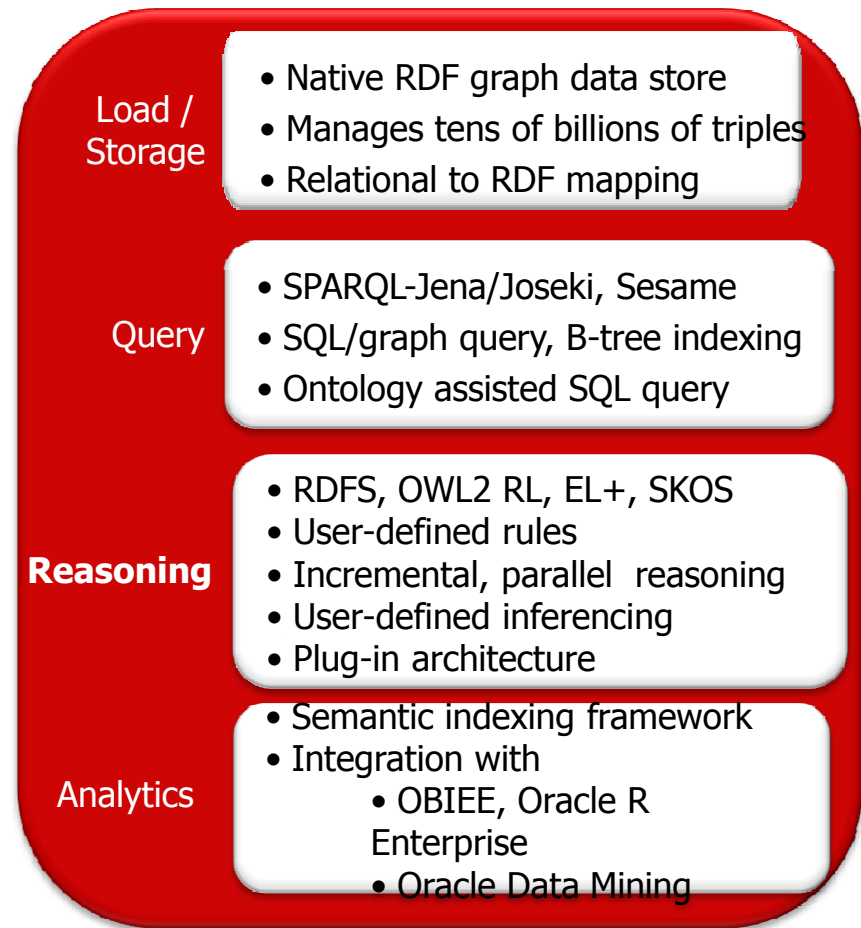 Load /
Storage
• Native RDF graph data store
• Manages tens of billions of triples
• Relational to RDF mapping
Query
• SPARQL-Jena/Joseki, Sesame
• SQL/graph query, B-tree indexing
• Ontology assisted SQL query
Reasoning
• RDFS, OWL2 RL, EL+, SKOS
• User-defined rules
• Incremental, parallel reasoning
• User-defined inferencing
• Plug-in architecture
Analytics
• Semantic indexing framework
• Integration with
• OBIEE, Oracle R
Enterprise
• Oracle Data Mining